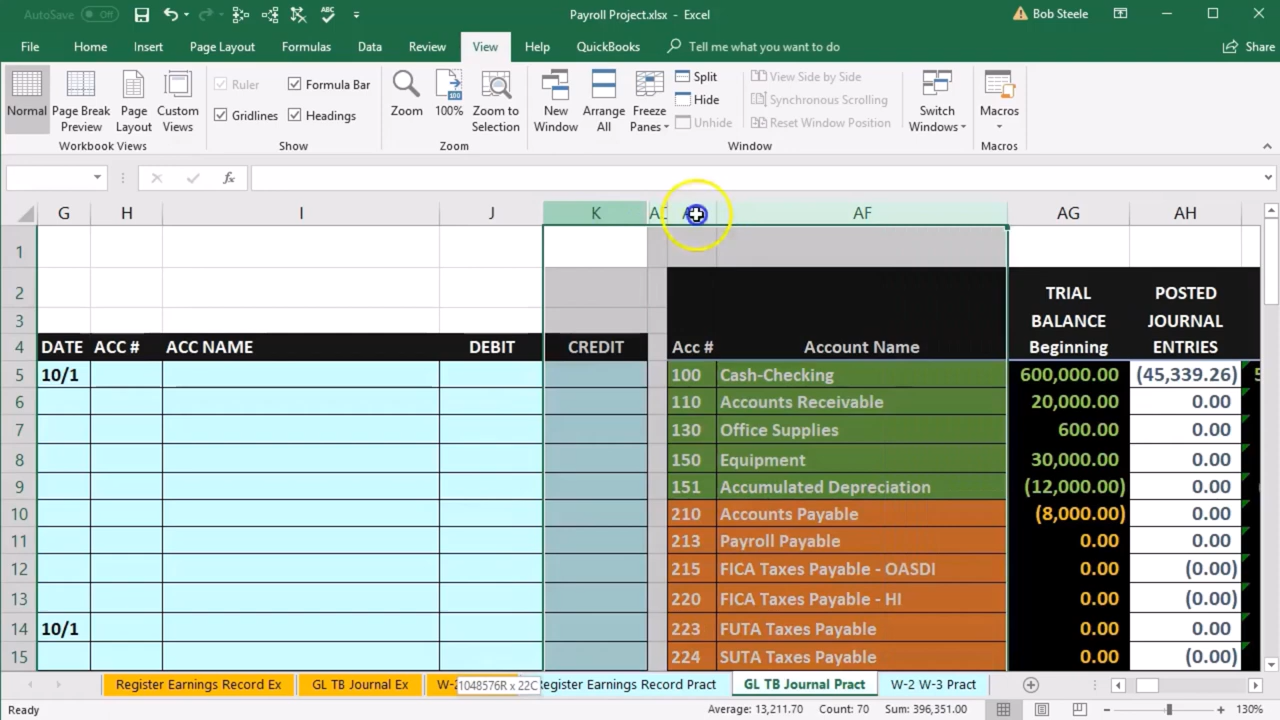 AutoSave Off
Payroll Project.xlsx - Excel
Bob Steele
File Home Insert Page Layout Formulas Data Review View Help QuickBooks Tell me what you want to do Share
Normal
Page Break Preview
Page Layout
Custom Views
Workbook Views
Ruler
Formula Bar
Gridlines
Headings
Show
Zoom
100%
Zoom to Selection
Zoom
New Window
Arrange All
Freeze Panes
Split
Hide
Unhide
View Side by Side
Synchronous Scrolling
Reset Window Position
Window
Switch Windows
Macros
Macros
fx
G H I J K AF AG AH
1
2 TRIAL POSTED
3 BALANCE JOURNAL
4 DATE ACC # ACC NAME DEBIT CREDIT Acc # Account Name Beginning ENTRIES
5 10/1 100 Cash-Checking 600,000.00 (45,339.26)
6 110 Accounts Receivable 20,000.00 0.00
7 130 Office Supplies 600.00 0.00
8 150 Equipment 30,000.00 0.00
9 151 Accumulated Depreciation (12,000.00) 0.00
10 210 Accounts Payable (8,000.00) 0.00
11 213 Payroll Payable 0.00 0.00
12 215 FICA Taxes Payable - OASDI 0.00 (0.00)
13 220 FICA Taxes Payable - HI 0.00 (0.00)
14 10/1 223 FUTA Taxes Payable 0.00 (0.00)
15 224 SUTA Taxes Payable 0.00 (0.00)
Register Earnings Record Ex GL TB Journal Ex W-2 1048576R x 22C Register Earnings Record Pract GL TB Journal Pract W-2 W-3 Pract
Ready Average: 13,211.70 Count: 70 Sum: 396,351.00 130%